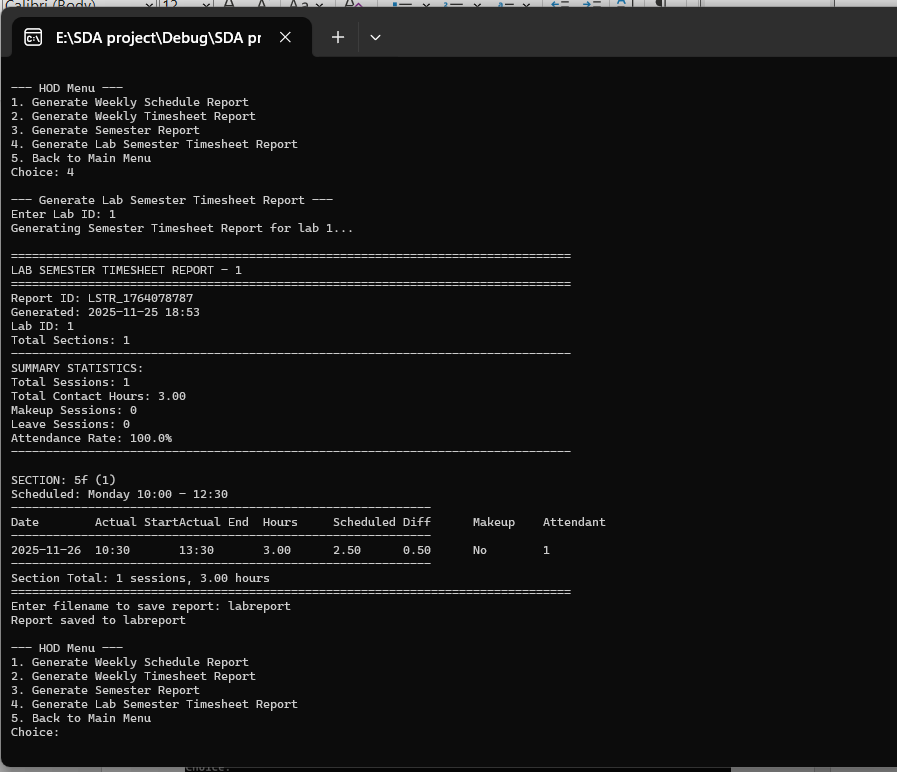 Calibri (Body)
12
E:\SDA project\Debug\SDA pr
--- HOD Menu ---
1. Generate Weekly Schedule Report
2. Generate Weekly Timesheet Report
3. Generate Semester Report
4. Generate Lab Semester Timesheet Report
5. Back to Main Menu
Choice: 4
--- Generate Lab Semester Timesheet Report ---
Enter Lab ID: 1
Generating Semester Timesheet Report for lab 1...
================================================================================
LAB SEMESTER TIMESHEET REPORT - 1
================================================================================
Report ID: LSTR_1764078787
Generated: 2025-11-25 18:53
Lab ID: 1
Total Sections: 1
--------------------------------------------------------------------------------
SUMMARY STATISTICS:
Total Sessions: 1
Total Contact Hours: 3.00
Makeup Sessions: 0
Leave Sessions: 0
Attendance Rate: 100.0%
--------------------------------------------------------------------------------
SECTION: 5f (1)
Scheduled: Monday 10:00 - 12:30
------------------------------------------------------------
Date        Actual StartActual End  Hours     Scheduled Diff      Makeup    Attendant
------------------------------------------------------------
2025-11-26  10:30       13:30       3.00      2.50      0.50      No        1
------------------------------------------------------------
Section Total: 1 sessions, 3.00 hours
================================================================================
Enter filename to save report: labreport
Report saved to labreport
--- HOD Menu ---
1. Generate Weekly Schedule Report
2. Generate Weekly Timesheet Report
3. Generate Semester Report
4. Generate Lab Semester Timesheet Report
5. Back to Main Menu
Choice:
Choice: